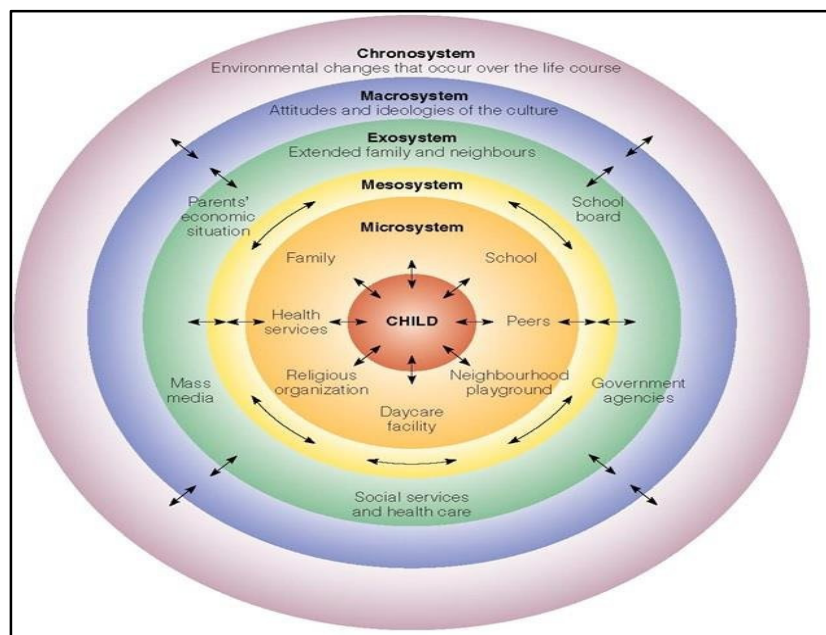 Chronosystem
Environmental changes that occur over the life course
Macrosystem
Attitudes and ideologies of the culture
Exosystem
Extended family and neighbours
Mesosystem
Parents'
economic
situation
School
board
Microsystem
Family
School
Health
services
CHILD
Peers
Religious
organization
Neighbourhood
playground
Mass
media
Government
agencies
Daycare
facility
Social services
and health care